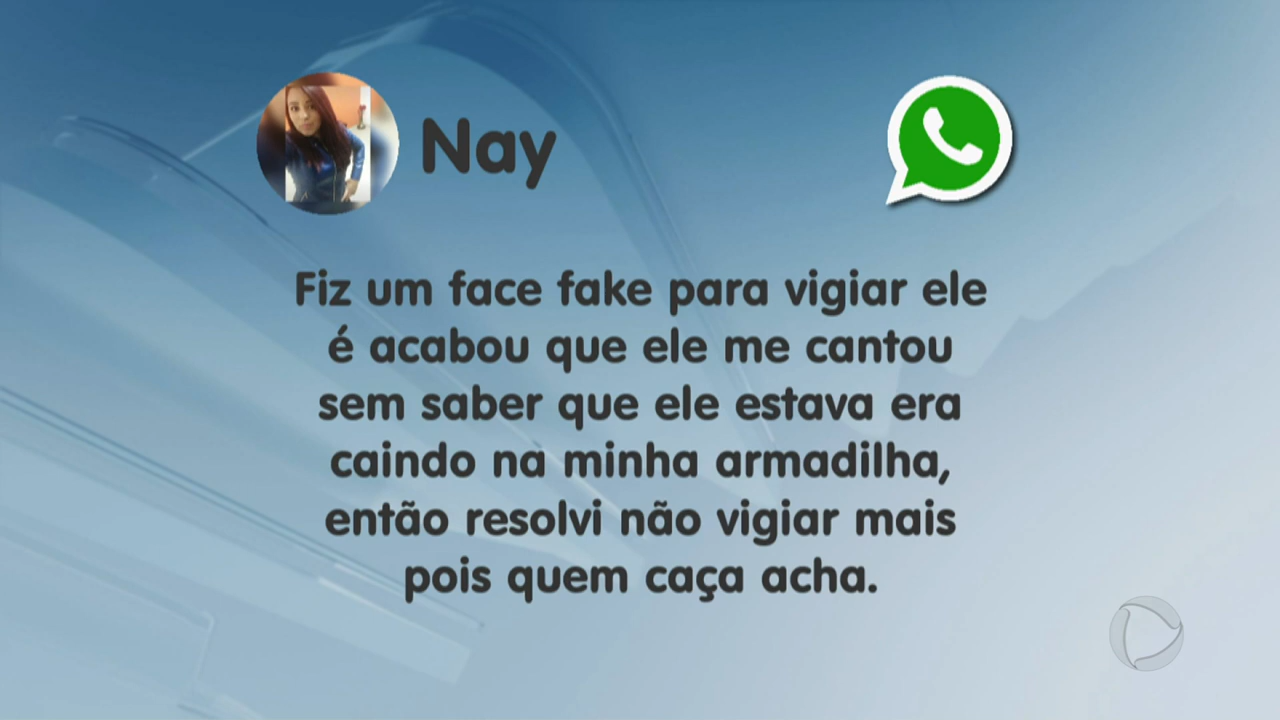 Nay
Fiz um face fake para vigiar ele
é acabou que ele me cantou
sem saber que ele estava era
caindo na minha armadilha,
então resolvi não vigiar mais
pois quem caça acha.